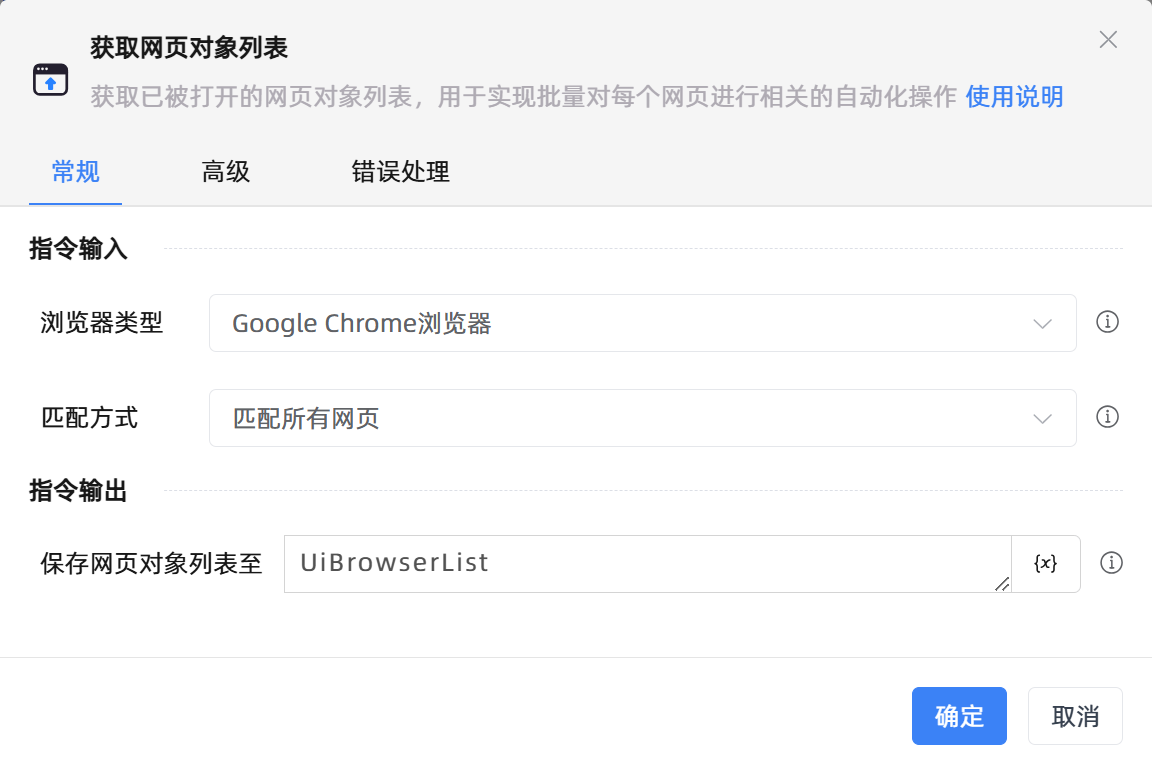 获取网页对象列表
获取已被打开的网页对象列表，用于实现批量对每个网页进行相关的自动化操作 使用说明
常规 高级 错误处理
指令输入
浏览器类型 Google Chrome浏览器
匹配方式 匹配所有网页
指令输出
保存网页对象列表至 UiBrowserList {x}
确定 取消